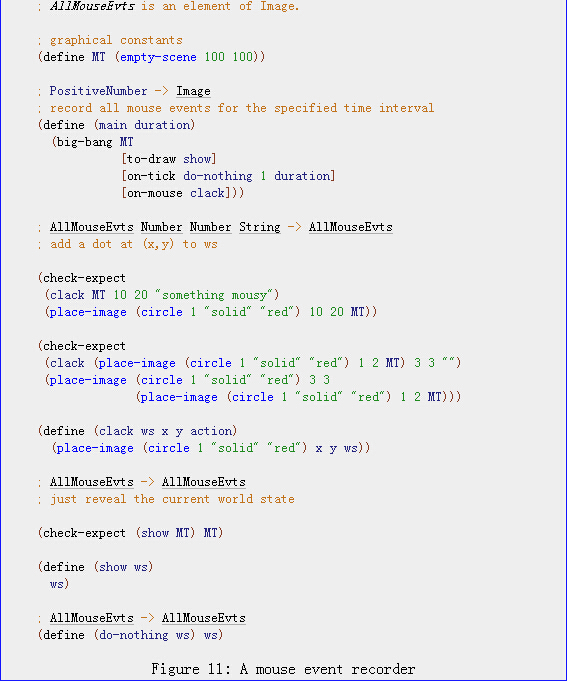 ; AllMouseEvts is an element of Image.
; graphical constants
(define MT (empty-scene 100 100))
; PositiveNumber -> Image
; record all mouse events for the specified time interval
(define (main duration)
(big-bang MT
[to-draw show]
[on-tick do-nothing 1 duration]
[on-mouse clack]))
; AllMouseEvts Number Number String -> AllMouseEvts
; add a dot at (x,y) to ws
(check-expect
(clack MT 10 20 "something mousy")
(place-image (circle 1 "solid" "red") 10 20 MT))
(check-expect
(clack (place-image (circle 1 "solid" "red") 1 2 MT) 3 3 "")
(place-image (circle 1 "solid" "red") 3 3
(place-image (circle 1 "solid" "red") 1 2 MT)))
(define (clack ws x y action)
(place-image (circle 1 "solid" "red") x y ws))
; AllMouseEvts -> AllMouseEvts
; just reveal the current world state
(check-expect (show MT) MT)
(define (show ws)
ws)
; AllMouseEvts -> AllMouseEvts
(define (do-nothing ws) ws)
Figure 11: A mouse event recorder